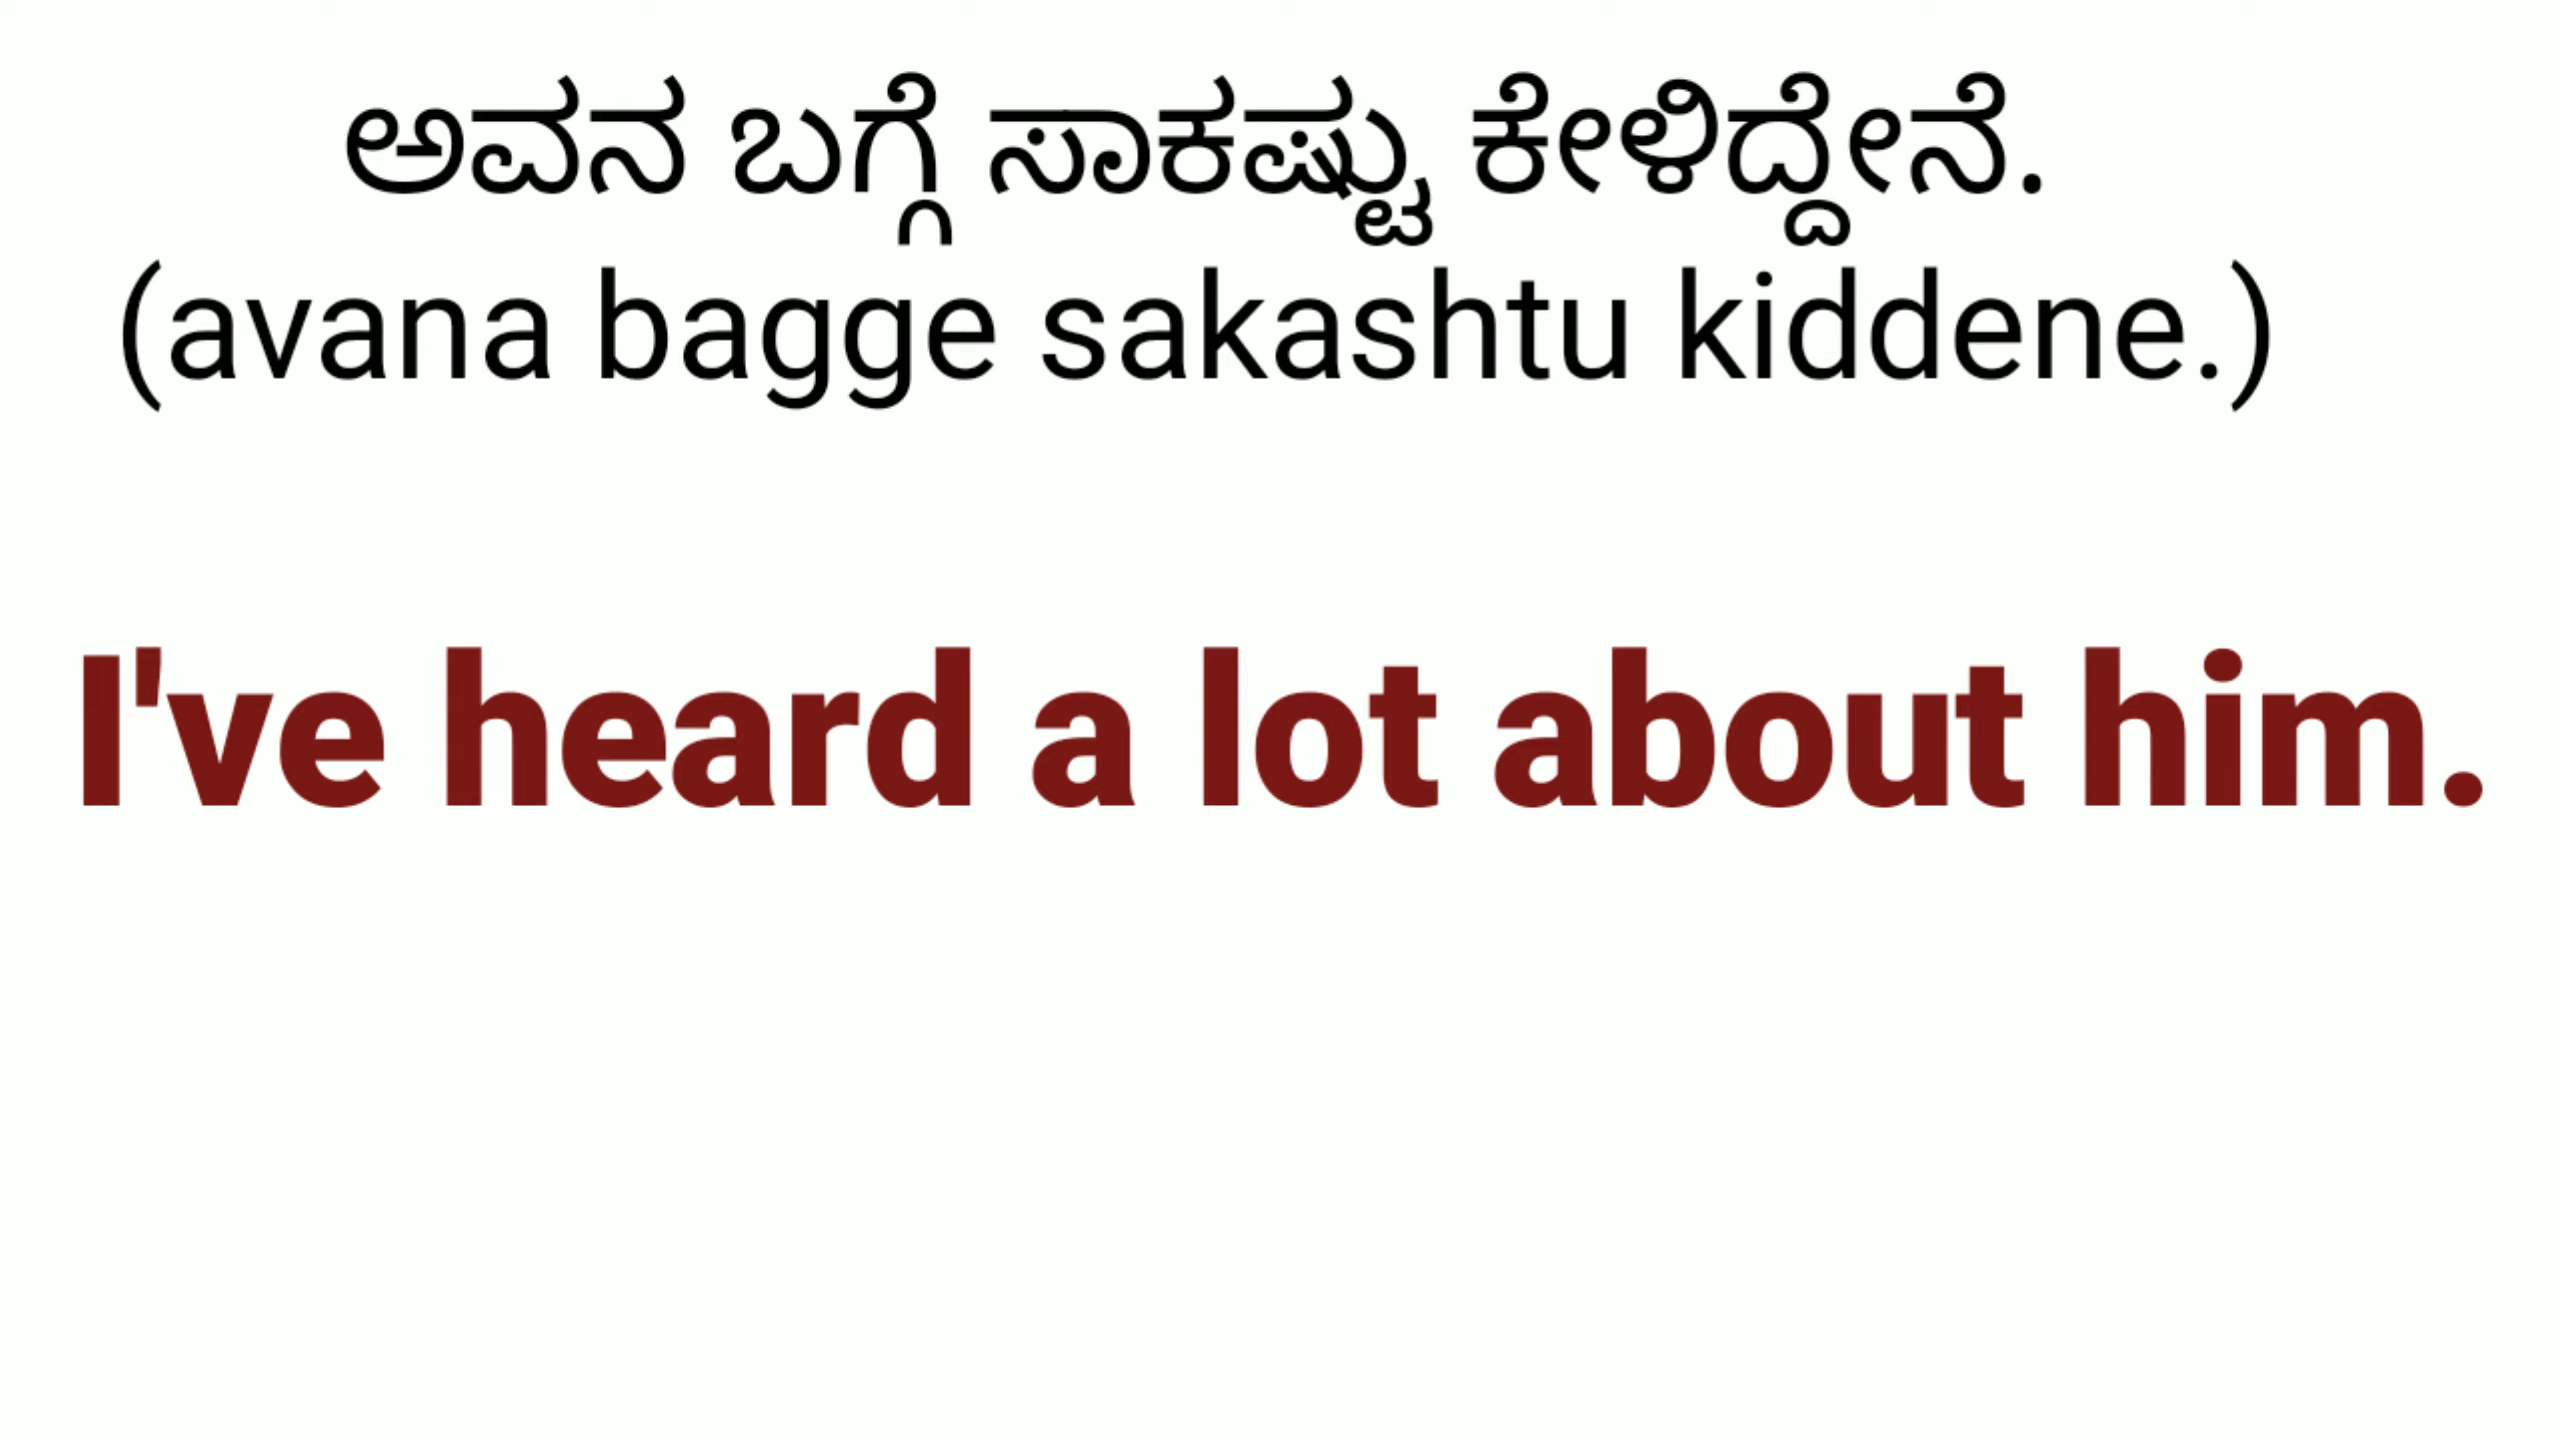 ಅವನ ಬಗ್ಗೆ ಸಾಕಷ್ಟು ಕೇಳಿದ್ದೇನೆ.
(avana bagge sakashtu kiddene.)
I've heard a lot about him.